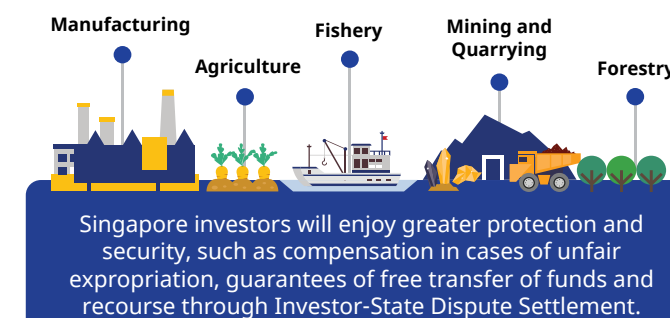 Manufacturing
Agriculture
Fishery
Mining and
Quarrying
Forestry
Singapore investors will enjoy greater protection and
security, such as compensation in cases of unfair
expropriation, guarantees of free transfer of funds and
recourse through Investor-State Dispute Settlement.